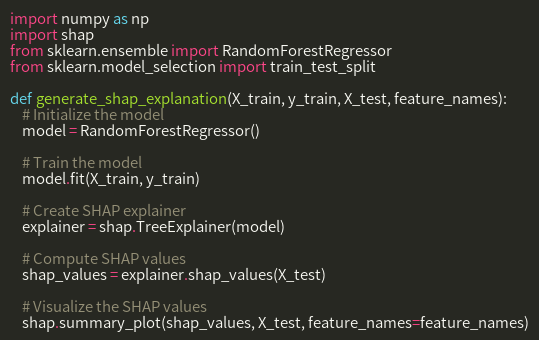 import numpy as np
import shap
from sklearn.ensemble import RandomForestRegressor
from sklearn.model_selection import train_test_split

def generate_shap_explanation(X_train, y_train, X_test, feature_names):
    # Initialize the model
    model = RandomForestRegressor()

    # Train the model
    model.fit(X_train, y_train)

    # Create SHAP explainer
    explainer = shap.TreeExplainer(model)

    # Compute SHAP values
    shap_values = explainer.shap_values(X_test)

    # Visualize the SHAP values
    shap.summary_plot(shap_values, X_test, feature_names=feature_names)